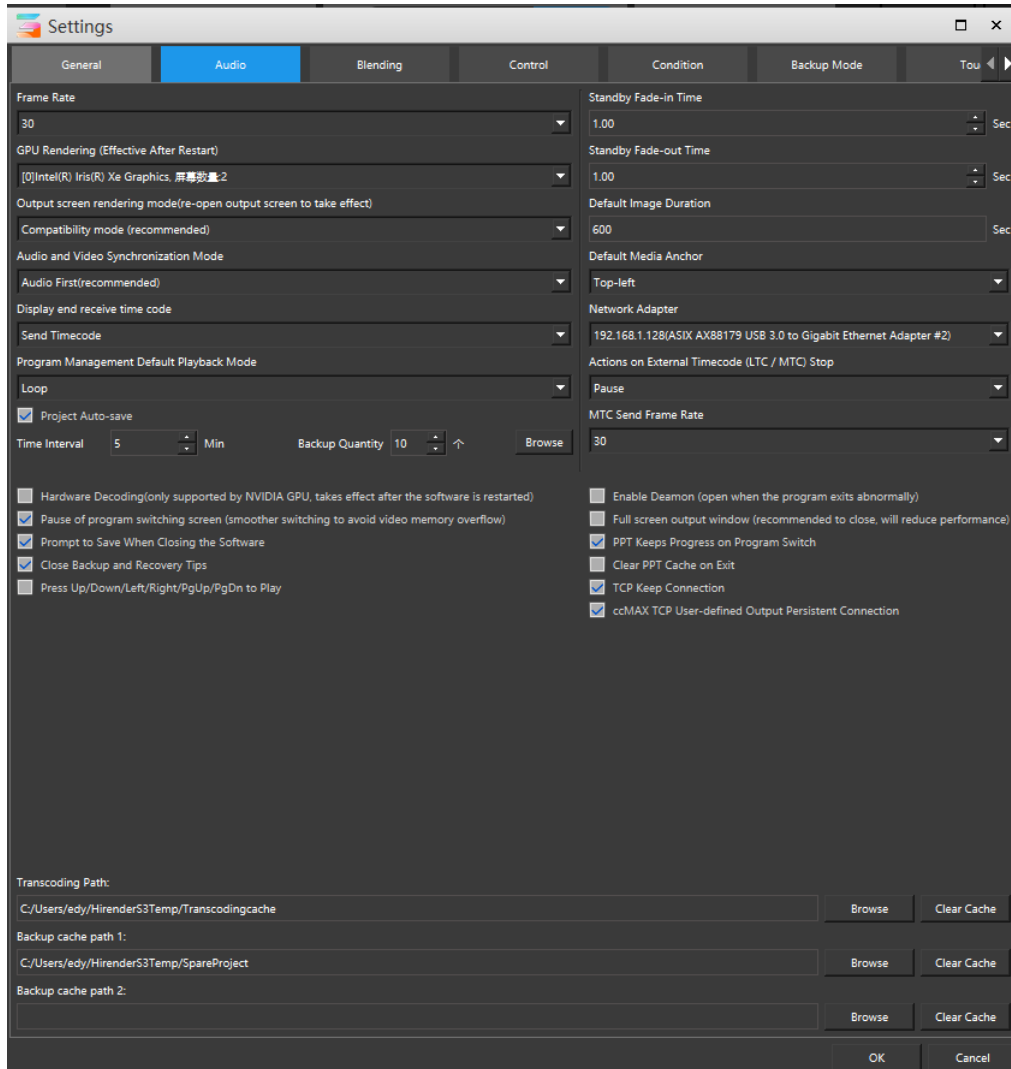 Settings
General Audio Blending Control Condition Backup Mode Tou
Frame Rate
30
GPU Rendering (Effective After Restart)
[0]Intel(R) Iris(R) Xe Graphics, 屏幕数量:2
Output screen rendering mode(re-open output screen to take effect)
Compatibility mode (recommended)
Audio and Video Synchronization Mode
Audio First(recommended)
Display end receive time code
Send Timecode
Program Management Default Playback Mode
Loop
Project Auto-save
Time Interval 5 Min Backup Quantity 10 个 Browse
Standby Fade-in Time
1.00 Sec
Standby Fade-out Time
1.00 Sec
Default Image Duration
600 Sec
Default Media Anchor
Top-left
Network Adapter
192.168.1.128(ASIX AX88179 USB 3.0 to Gigabit Ethernet Adapter #2)
Actions on External Timecode (LTC / MTC) Stop
Pause
MTC Send Frame Rate
30
Hardware Decoding(only supported by NVIDIA GPU, takes effect after the software is restarted)
Pause of program switching screen (smoother switching to avoid video memory overflow)
Prompt to Save When Closing the Software
Close Backup and Recovery Tips
Press Up/Down/Left/Right/PgUp/PgDn to Play
Enable Deamon (open when the program exits abnormally)
Full screen output window (recommended to close, will reduce performance)
PPT Keeps Progress on Program Switch
Clear PPT Cache on Exit
TCP Keep Connection
ccMAX TCP User-defined Output Persistent Connection
Transcoding Path:
C:/Users/edy/HirenderS3Temp/Transcodingcache Browse Clear Cache
Backup cache path 1:
C:/Users/edy/HirenderS3Temp/SpareProject Browse Clear Cache
Backup cache path 2:
Browse Clear Cache
OK Cancel